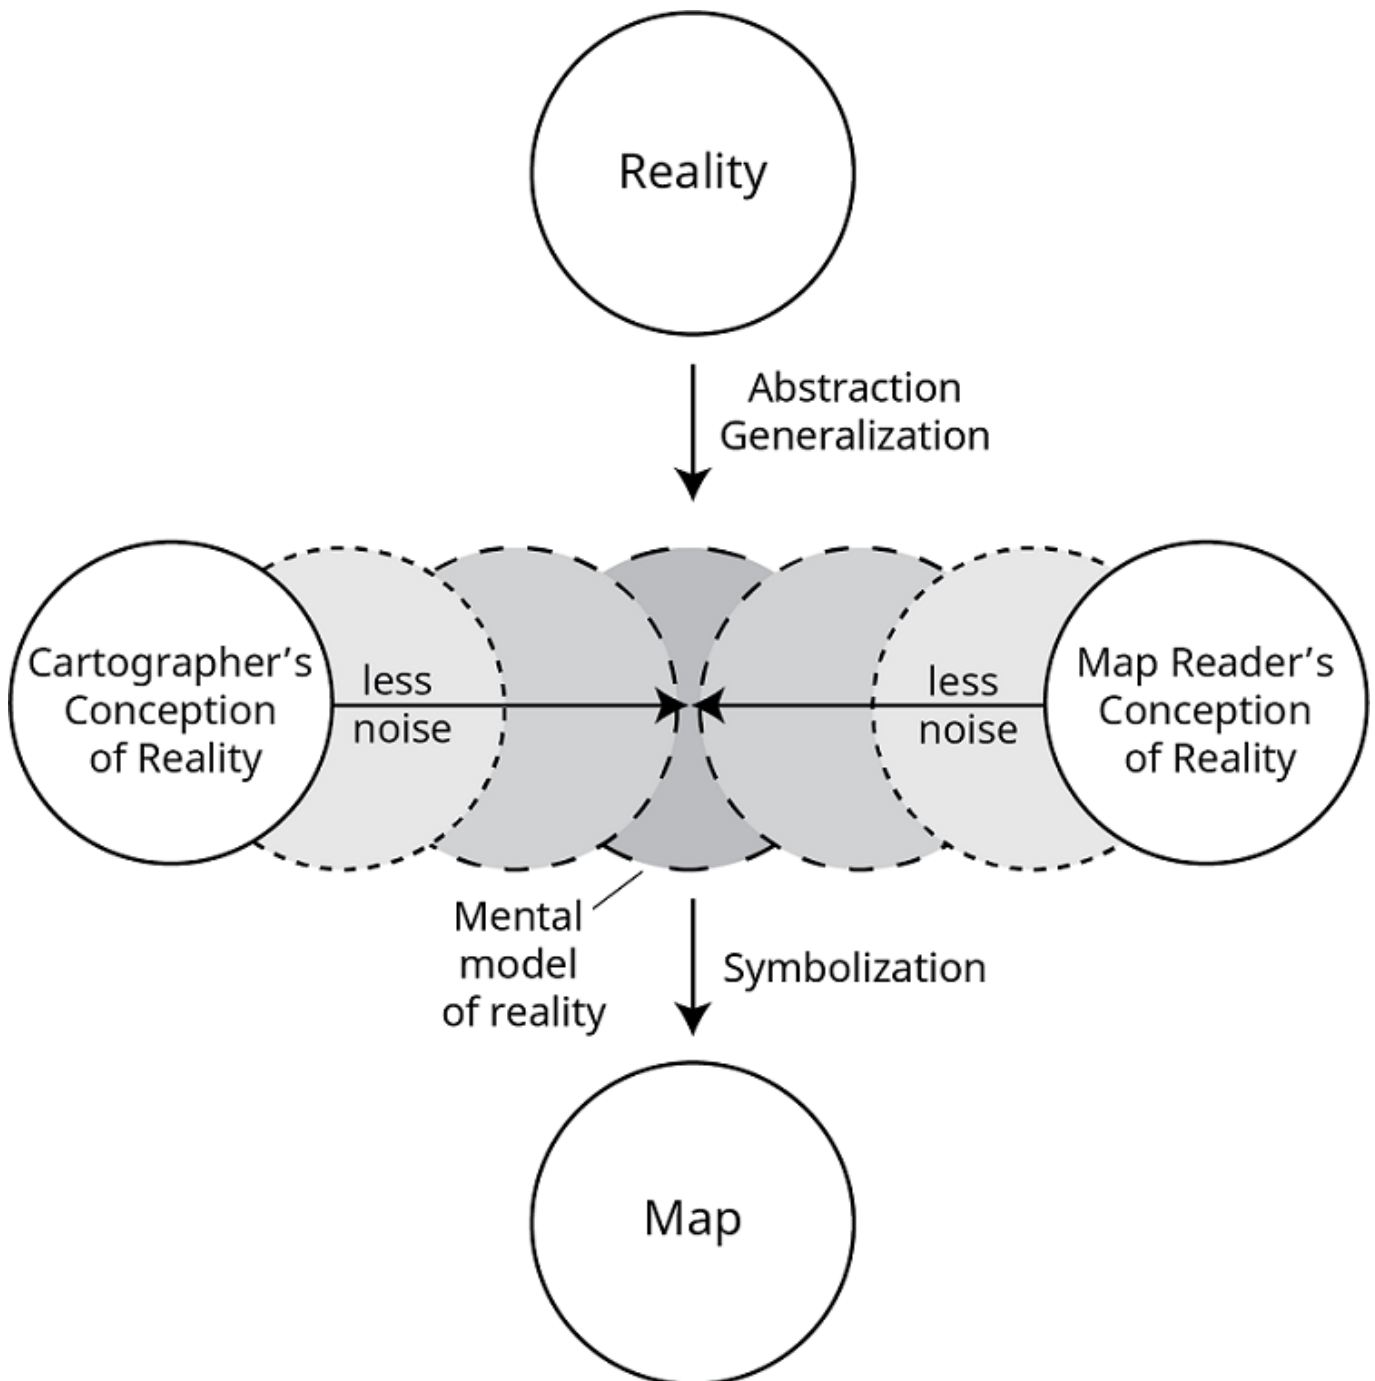 Reality
Abstraction
Generalization
Cartographer’s
Conception
of Reality
less
noise
less
noise
Map Reader’s
Conception
of Reality
Mental
model
of reality
Symbolization
Map